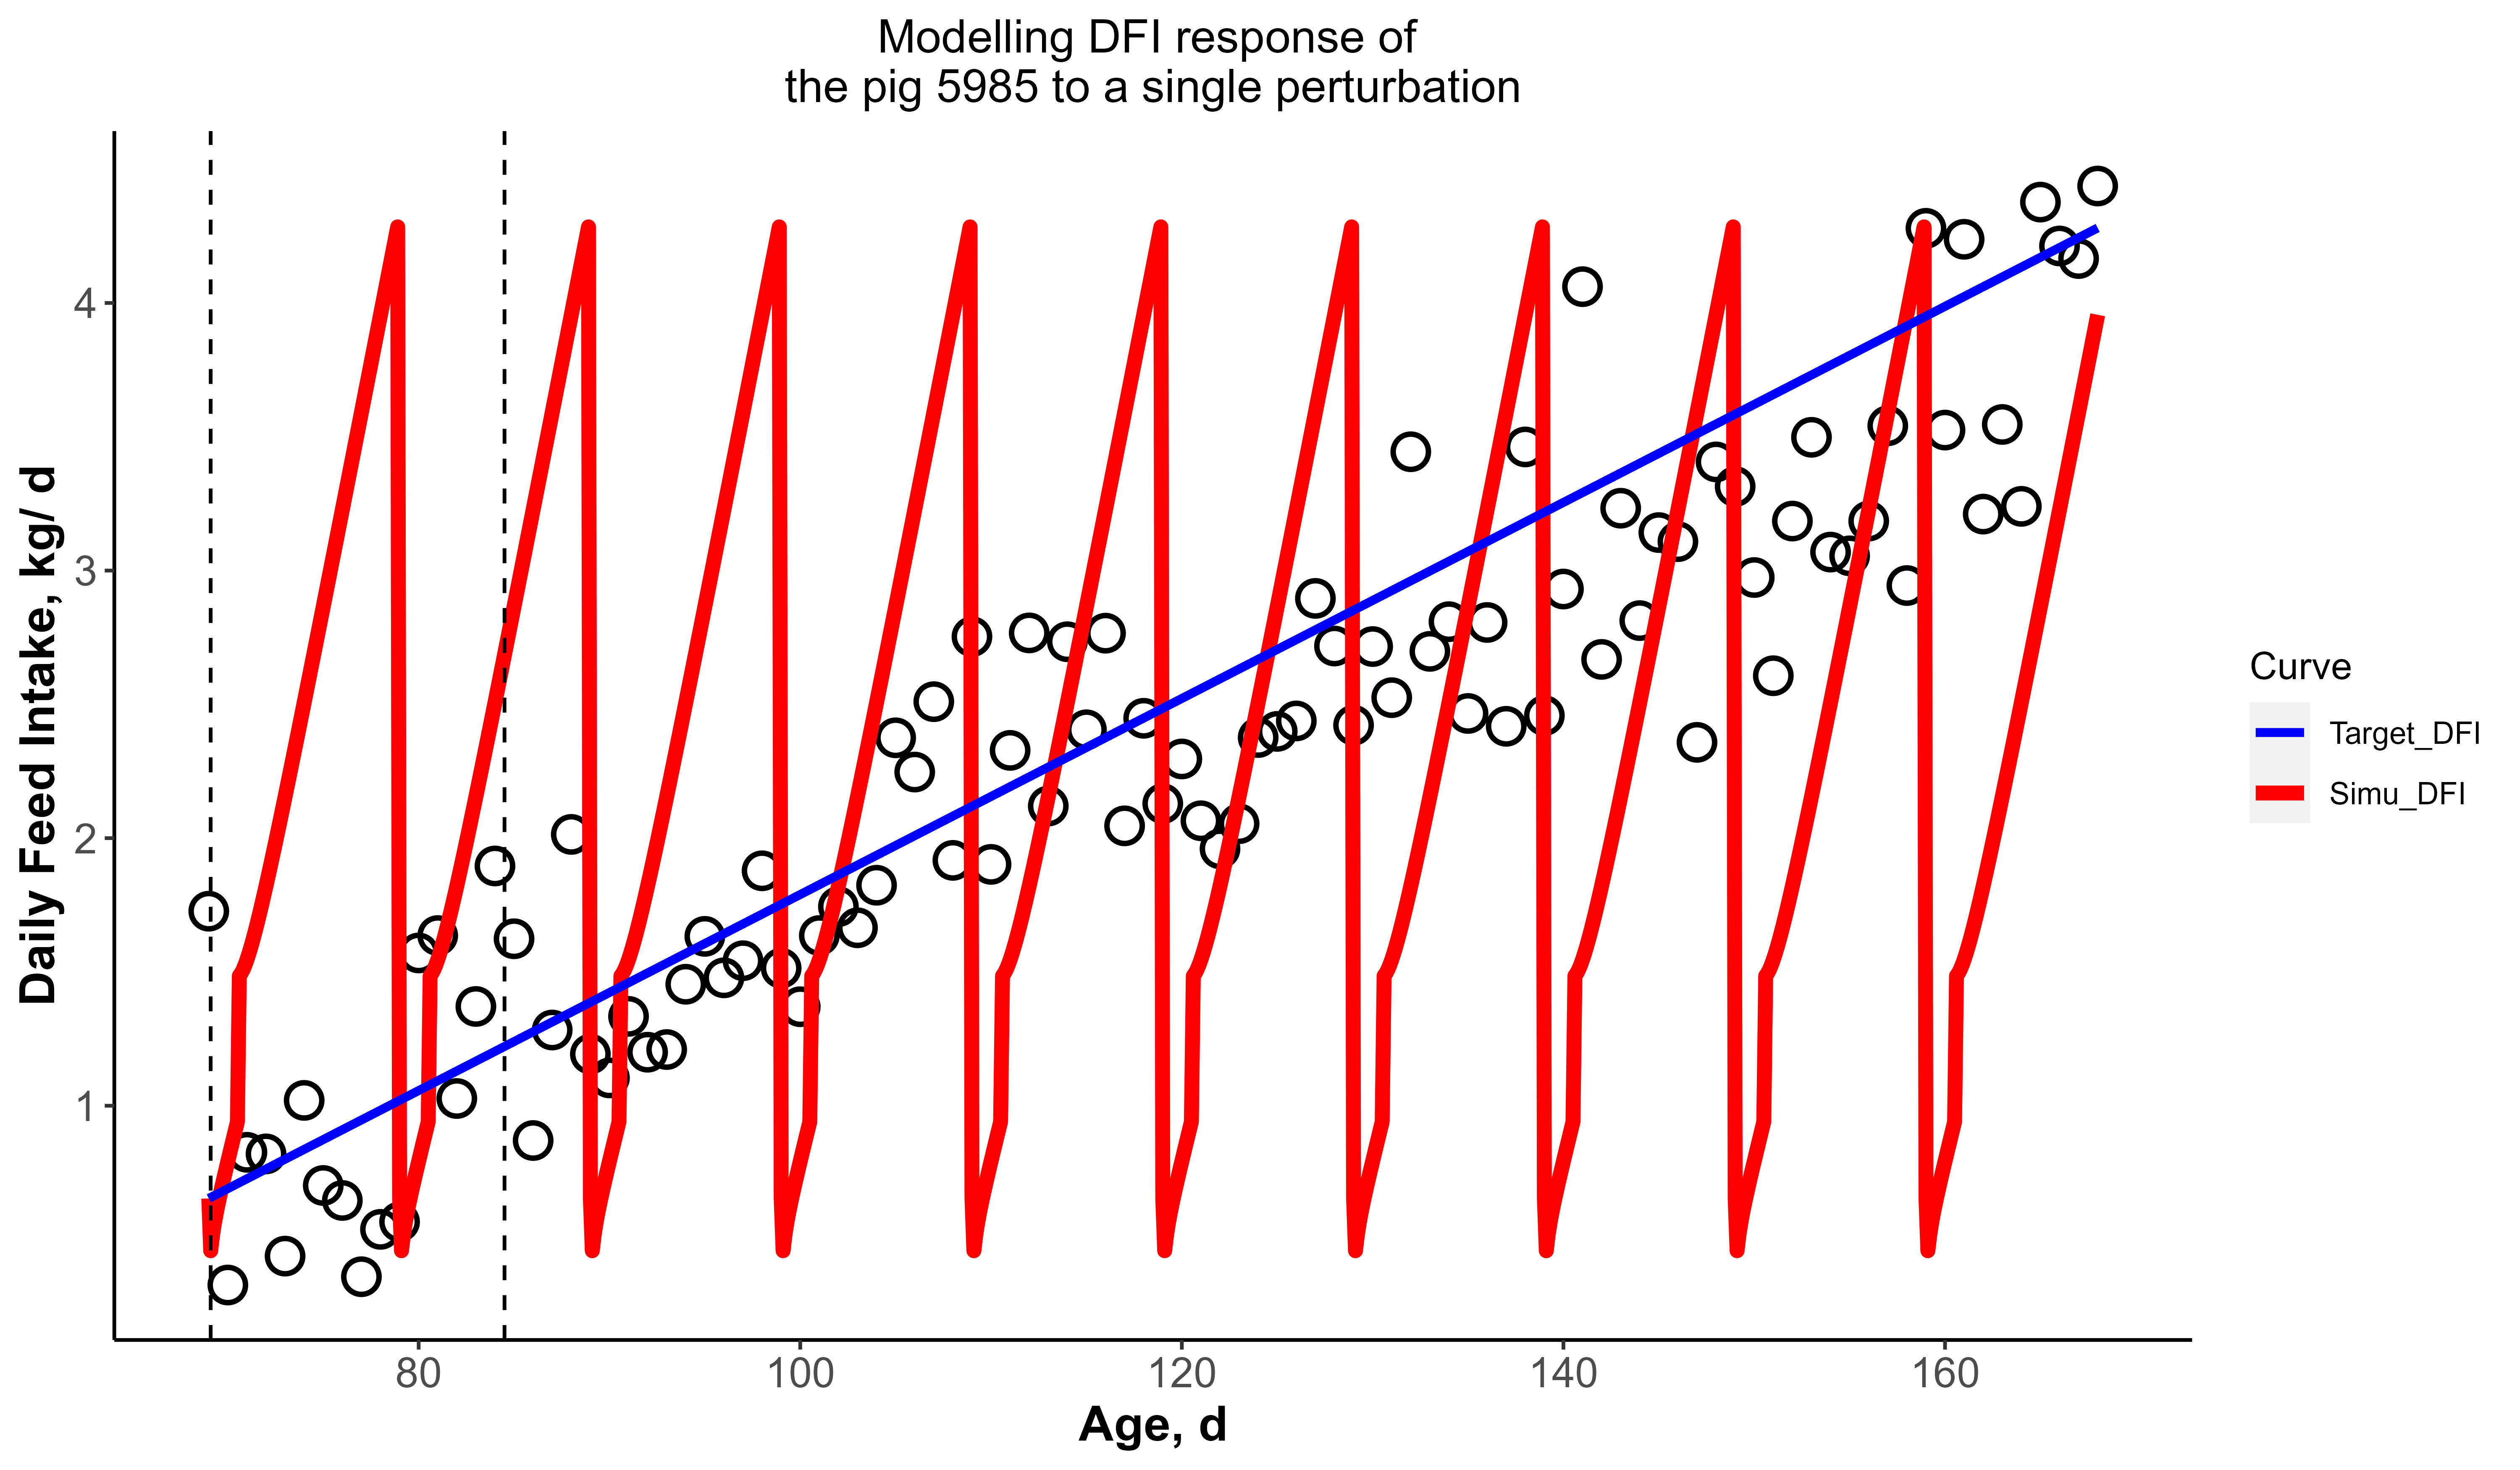 Modelling DFI response of
the pig 5985 to a single perturbation
Daily Feed Intake, kg/ d
4
3
2
1
80
100
120
140
160
Age, d
Curve
Target_DFI
Simu_DFI